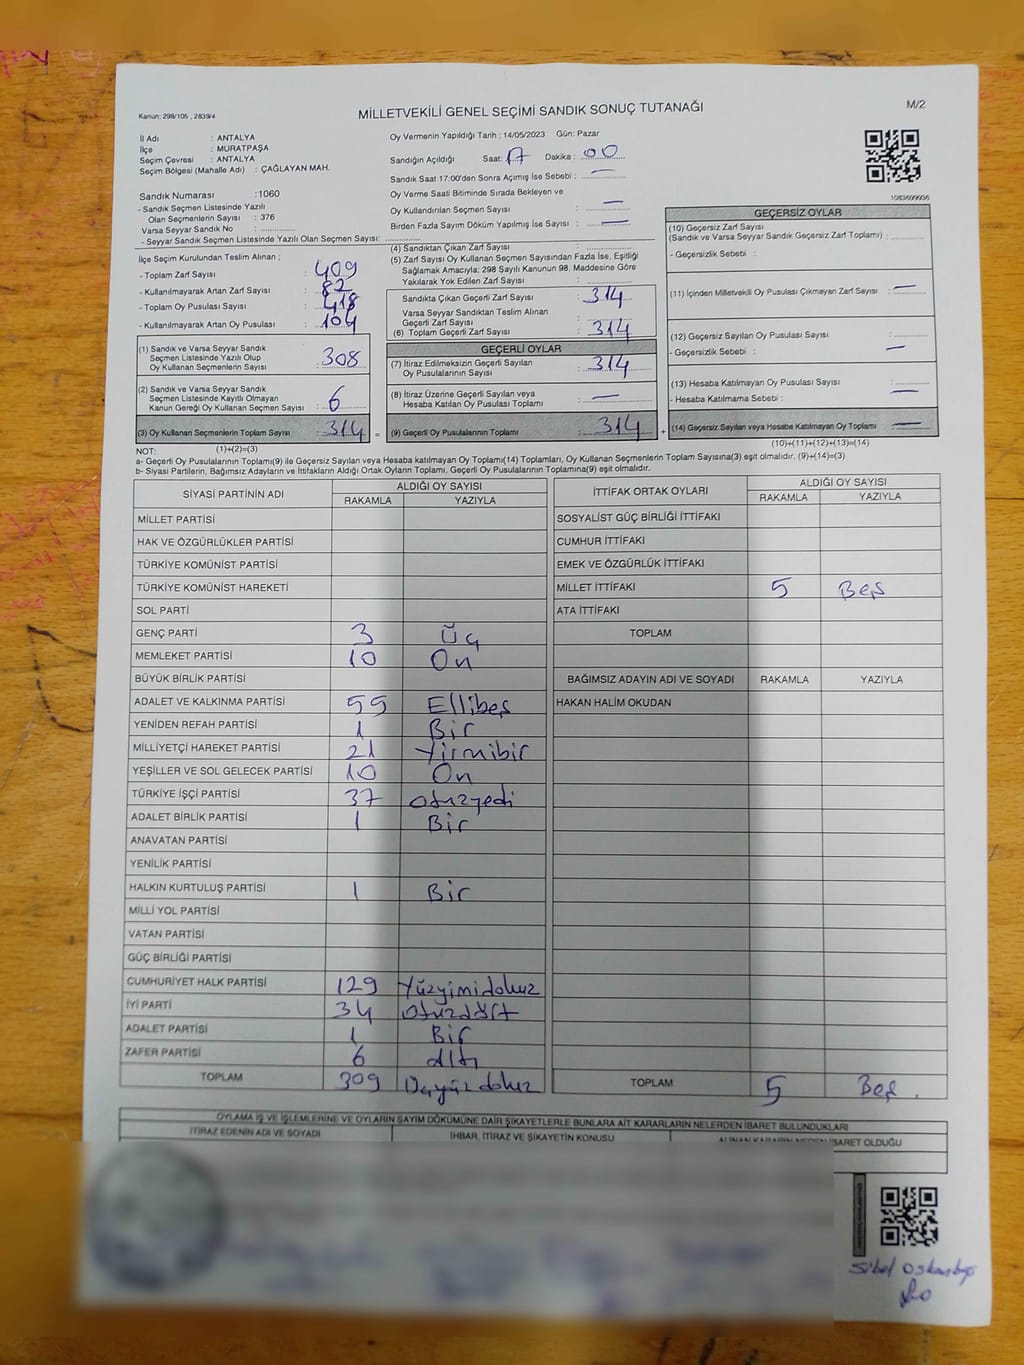 Kanun: 298/105 , 2839/4
MİLLETVEKİLİ GENEL SEÇİMİ SANDIK SONUÇ TUTANAĞI
M/2
İl Adı : ANTALYA
İlçe : MURATPAŞA
Seçim Çevresi : ANTALYA
Seçim Bölgesi (Mahalle Adı) : ÇAĞLAYAN MAH.
Sandık Numarası :1060
- Sandık Seçmen Listesinde Yazılı
Olan Seçmenlerin Sayısı : 376
Varsa Seyyar Sandık No :
- Seyyar Sandık Seçmen Listesinde Yazılı Olan Seçmen Sayısı:
Oy Vermenin Yapıldığı Tarih : 14/05/2023 Gün: Pazar
Sandığın Açıldığı Saat: 17 Dakika : 00
Sandık Saat 17:00'den Sonra Açımış İse Sebebi : —
Oy Verme Saati Bitiminde Sırada Bekleyen ve
Oy Kullandırılan Seçmen Sayısı : —
Birden Fazla Sayım Döküm Yapılmış İse Sayısı : —
1083699936
İlçe Seçim Kurulundan Teslim Alınan ;
- Toplam Zarf Sayısı : 409
- Kullanılmayarak Artan Zarf Sayısı : 82
- Toplam Oy Pusulası Sayısı : 418
- Kullanılmayarak Artan Oy Pusulası : 104
(1) Sandık ve Varsa Seyyar Sandık
Seçmen Listesinde Yazılı Olup
Oy Kullanan Seçmenlerin Sayısı : 308
(2) Sandık ve Varsa Seyyar Sandık
Seçmen Listesinde Kayıtlı Olmayan
Kanun Gereği Oy Kullanan Seçmen Sayısı : 6
(3) Oy Kullanan Seçmenlerin Toplam Sayısı : 314 =
(4) Sandıktan Çıkan Zarf Sayısı :
(5) Zarf Sayısı Oy Kullanan Seçmen Sayısından Fazla İse, Eşitliği
Sağlamak Amacıyla; 298 Sayılı Kanunun 98. Maddesine Göre
Yakılarak Yok Edilen Zarf Sayısı :
Sandıkta Çıkan Geçerli Zarf Sayısı : 314
Varsa Seyyar Sandıktan Teslim Alınan
Geçerli Zarf Sayısı :
(6) Toplam Geçerli Zarf Sayısı : 314
GEÇERLİ OYLAR
(7) İtiraz Edilmeksizin Geçerli Sayılan
Oy Pusulalarının Sayısı : 314
(8) İtiraz Üzerine Geçerli Sayılan veya
Hesaba Katılan Oy Pusulası Toplamı : —
(9) Geçerli Oy Pusulalarının Toplamı : 314 +
GEÇERSİZ OYLAR
(10) Geçersiz Zarf Sayısı
(Sandık ve Varsa Seyyar Sandık Geçersiz Zarf Toplamı) :
- Geçersizlik Sebebi :
(11) İçinden Milletvekili Oy Pusulası Çıkmayan Zarf Sayısı : —
(12) Geçersiz Sayılan Oy Pusulası Sayısı :
- Geçersizlik Sebebi : —
(13) Hesaba Katılmayan Oy Pusulası Sayısı :
- Hesaba Katılmama Sebebi : —
(14) Geçersiz Sayılan veya Hesaba Katılmayan Oy Toplamı : —
NOT: (1)+(2)=(3)
(10)+(11)+(12)+(13)=(14)
a- Geçerli Oy Pusulalarının Toplamı(9) ile Geçersiz Sayılan veya Hesaba katılmayan Oy Toplamı(14) Toplamları, Oy Kullanan Seçmenlerin Toplam Sayısına(3) eşit olmalıdır. (9)+(14)=(3)
b- Siyasi Partilerin, Bağımsız Adayların ve İttifakların Aldığı Ortak Oyların Toplamı, Geçerli Oy Pusulalarının Toplamına(9) eşit olmalıdır.
SİYASİ PARTİNİN ADI ALDIĞI OY SAYISI
RAKAMLA YAZIYLA
MİLLET PARTİSİ
HAK VE ÖZGÜRLÜKLER PARTİSİ
TÜRKİYE KOMÜNİST PARTİSİ
TÜRKİYE KOMÜNİST HAREKETİ
SOL PARTİ
GENÇ PARTİ 3 Üç
MEMLEKET PARTİSİ 10 On
BÜYÜK BİRLİK PARTİSİ
ADALET VE KALKINMA PARTİSİ 55 Ellibeş
YENİDEN REFAH PARTİSİ 1 Bir
MİLLİYETÇİ HAREKET PARTİSİ 21 Yirmibir
YEŞİLLER VE SOL GELECEK PARTİSİ 10 On
TÜRKİYE İŞÇİ PARTİSİ 37 otuzyedi
ADALET BİRLİK PARTİSİ 1 Bir
ANAVATAN PARTİSİ
YENİLİK PARTİSİ
HALKIN KURTULUŞ PARTİSİ 1 Bir
MİLLİ YOL PARTİSİ
VATAN PARTİSİ
GÜÇ BİRLİĞİ PARTİSİ
CUMHURİYET HALK PARTİSİ 129 Yüzyimidokuz
İYİ PARTİ 34 otuzdört
ADALET PARTİSİ 1 Bir
ZAFER PARTİSİ 6 altı
TOPLAM 309 Üçyüz dokuz
İTTİFAK ORTAK OYLARI ALDIĞI OY SAYISI
RAKAMLA YAZIYLA
SOSYALİST GÜÇ BİRLİĞİ İTTİFAKI
CUMHUR İTTİFAKI
EMEK VE ÖZGÜRLÜK İTTİFAKI
MİLLET İTTİFAKI 5 Beş
ATA İTTİFAKI
TOPLAM
BAĞIMSIZ ADAYIN ADI VE SOYADI RAKAMLA YAZIYLA
HAKAN HALİM OKUDAN
TOPLAM 5 Beş
OYLAMA İŞ VE İŞLEMLERİNE VE OYLARIN SAYIM DÖKÜMÜNE DAİR ŞİKAYETLERLE BUNLARA AİT KARARLARIN NELERDEN İBARET BULUNDUKLARI
İTİRAZ EDENİN ADI VE SOYADI İHBAR, İTİRAZ VE ŞİKAYETİN KONUSU ALINAN KARARIN NEDEN İBARET OLDUĞU
Sibel